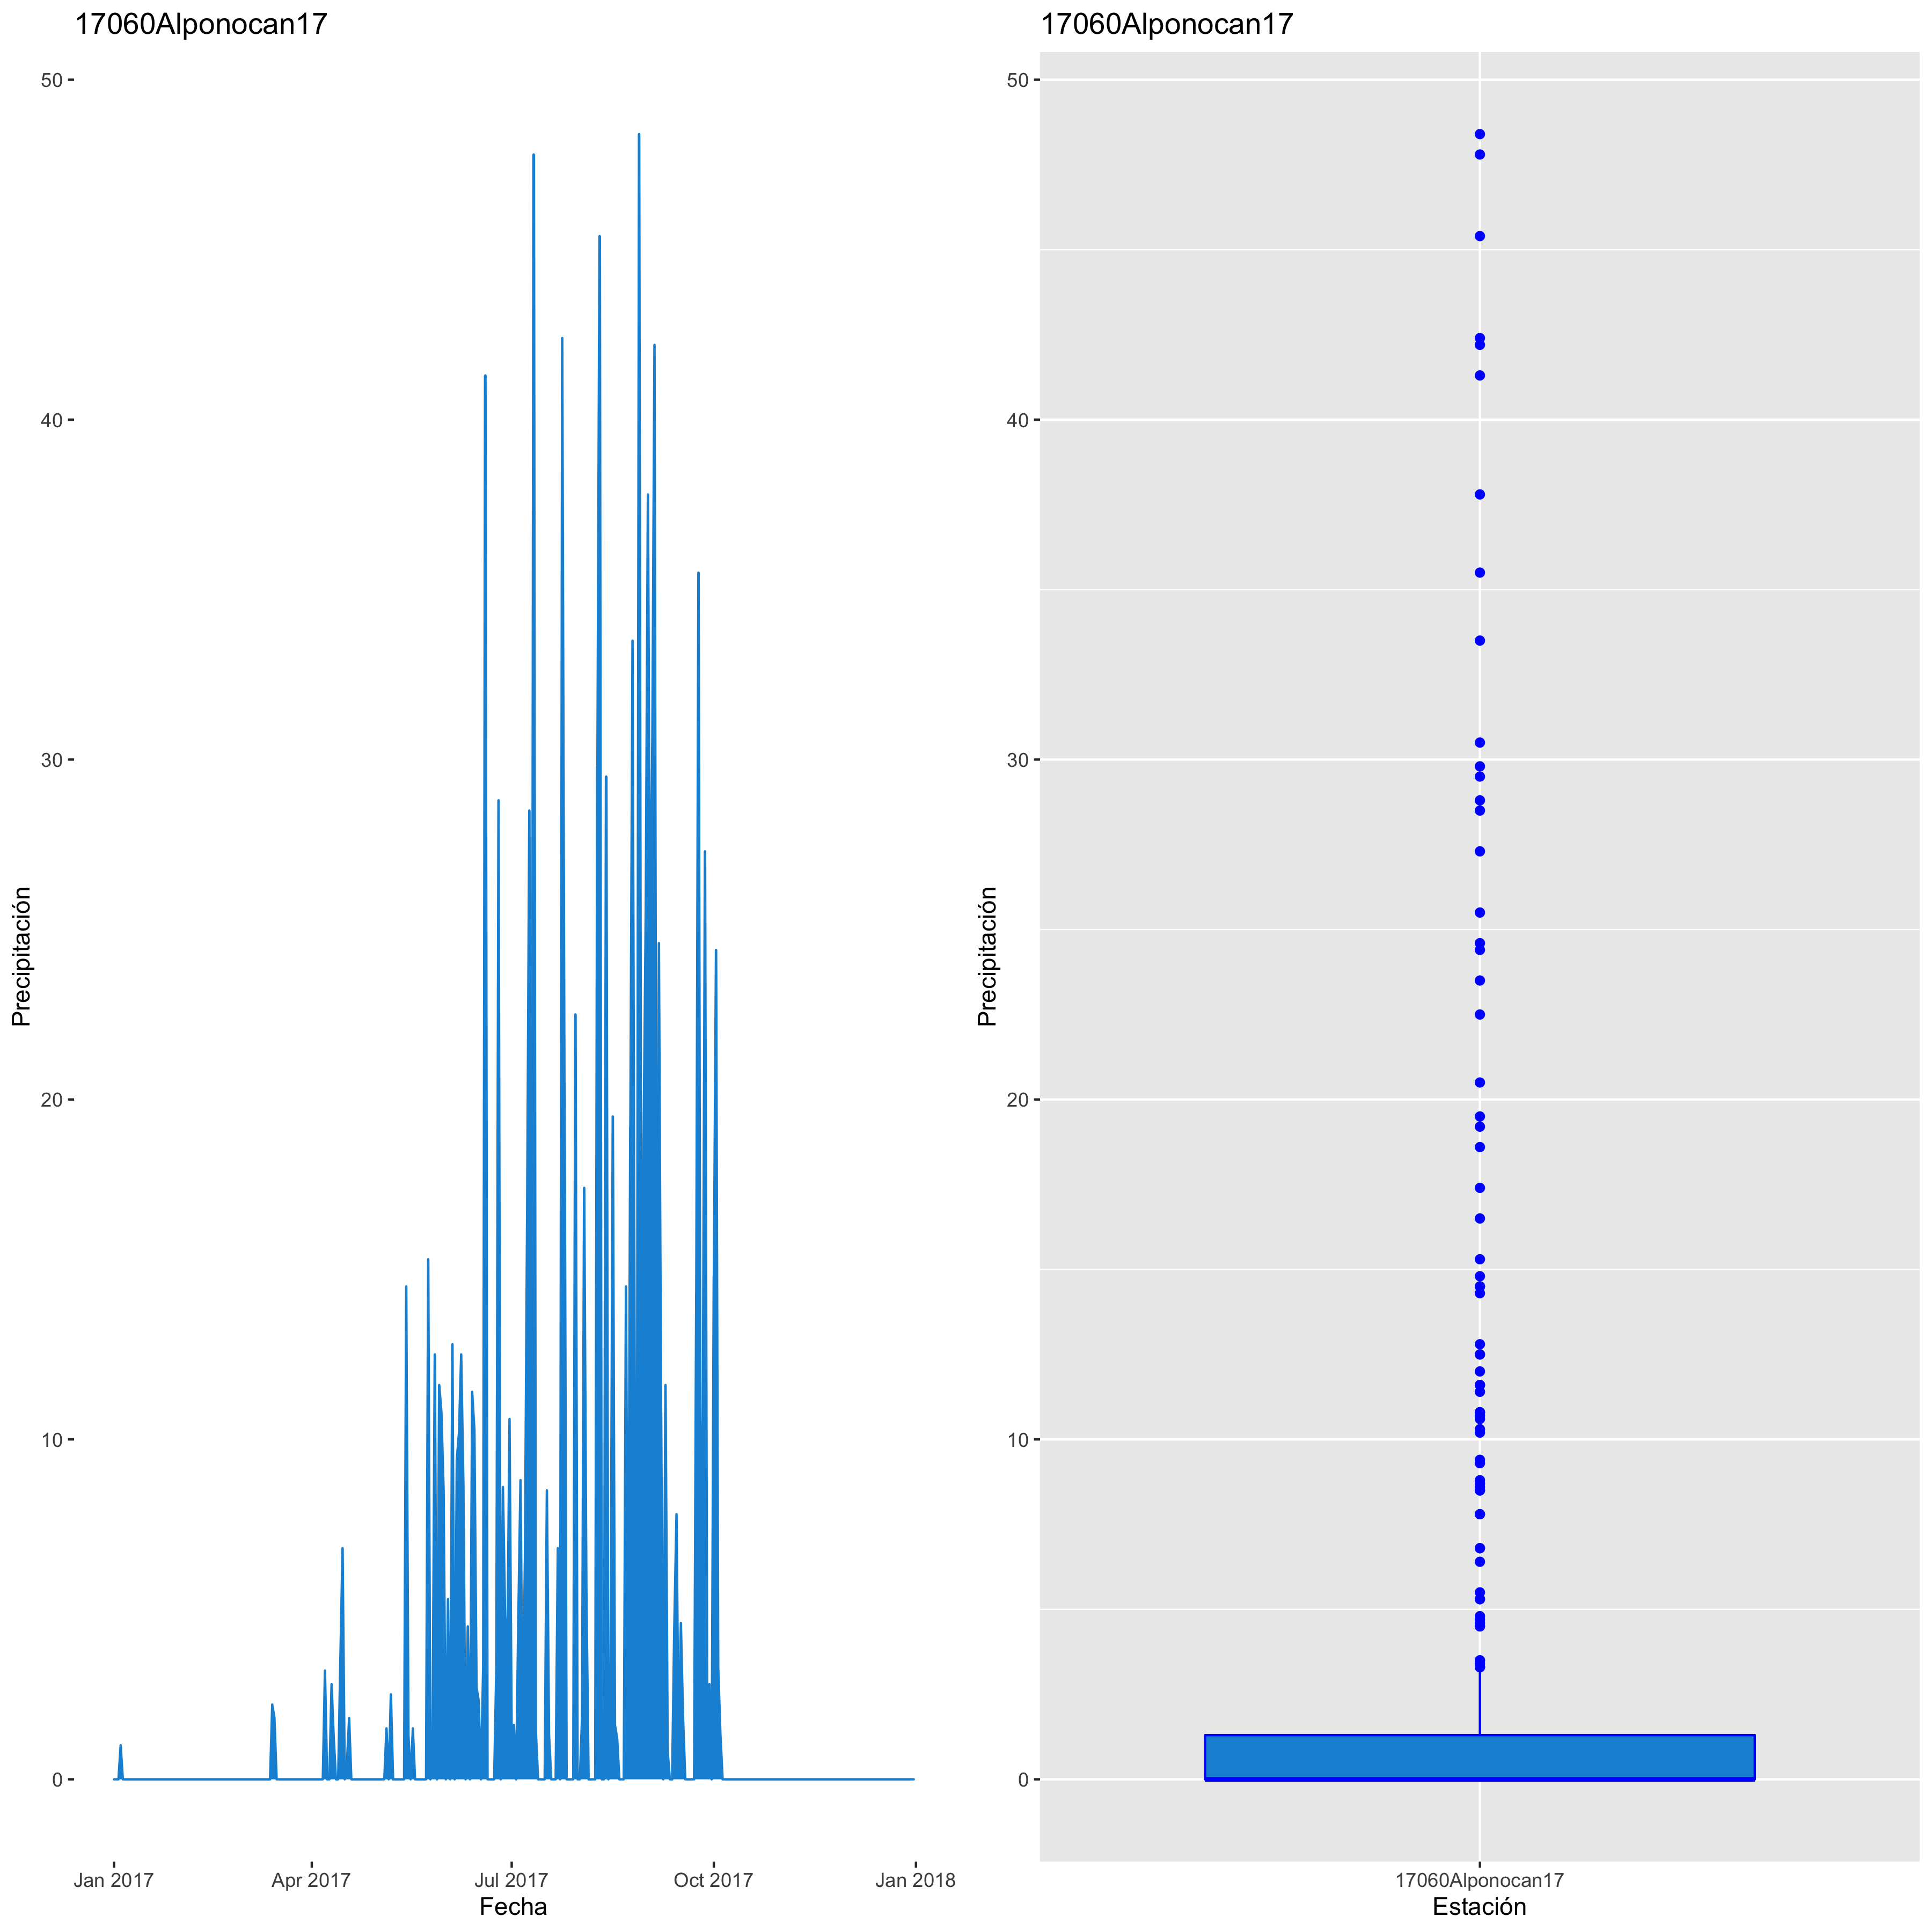 17060Alponocan17
50
40
30
20
10
0
Precipitación
Jan 2017
Apr 2017
Jul 2017
Oct 2017
Jan 2018
Fecha
17060Alponocan17
50
40
30
20
10
0
Precipitación
17060Alponocan17
Estación